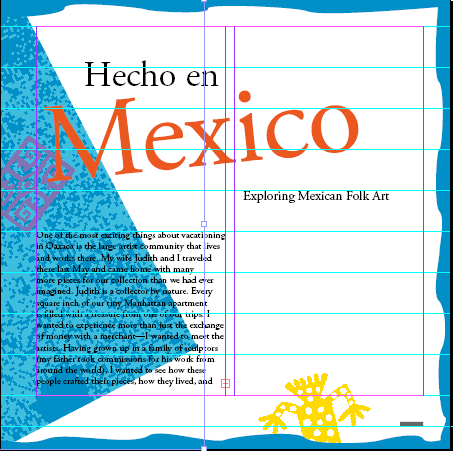 Hecho en
Mexico
Exploring Mexican Folk Art
One of the most exciting things about vacationing
in Oaxaca is the large artist community that lives
and works there. My wife Judith and I traveled
there last May and came home with many
more pieces for our collection than we had ever
imagined. Judith is a collector by nature. Every
square inch of our tiny Manhattan apartment
is filled with a treasure from one of our trips. I
wanted to experience more than just the exchange
of money with a merchant—I wanted to meet the
artists. Having grown up in a family of sculptors
(my father took commissions for his work from
around the world), I wanted to see how these
people crafted their pieces, how they lived, and